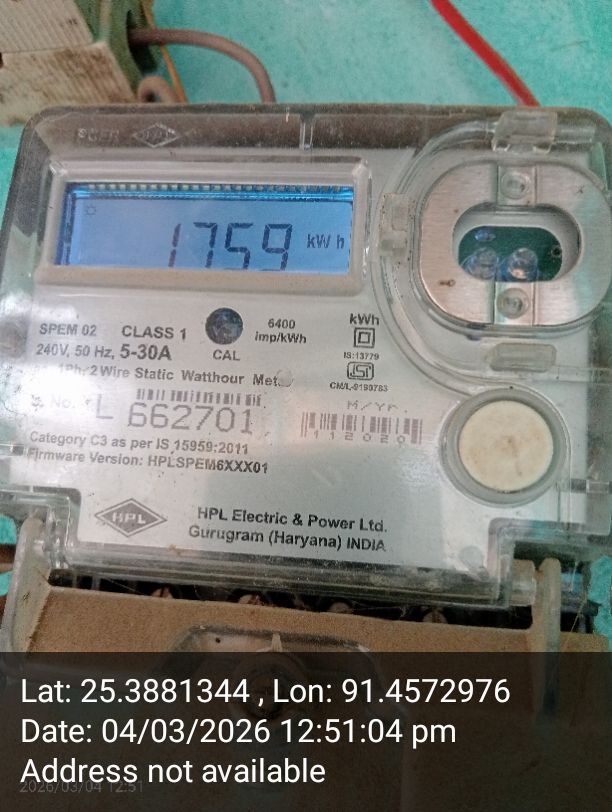 HPL
1759 kWh
SPEM 02 CLASS 1 6400 imp/kWh kWh
240V, 50 Hz, 5-30A CAL IS:13779
1Ph, 2 Wire Static Watthour
CM/L-9190783
No. L 662701 M/Yr.
112020
Category C3 as per IS 15959:2011
Firmware Version: HPLSPEM6XXX01
HPL
HPL Electric & Power Ltd.
Gurugram (Haryana) INDIA
Lat: 25.3881344 , Lon: 91.4572976
Date: 04/03/2026 12:51:04 pm
Address not available
2026/03/04 12:51